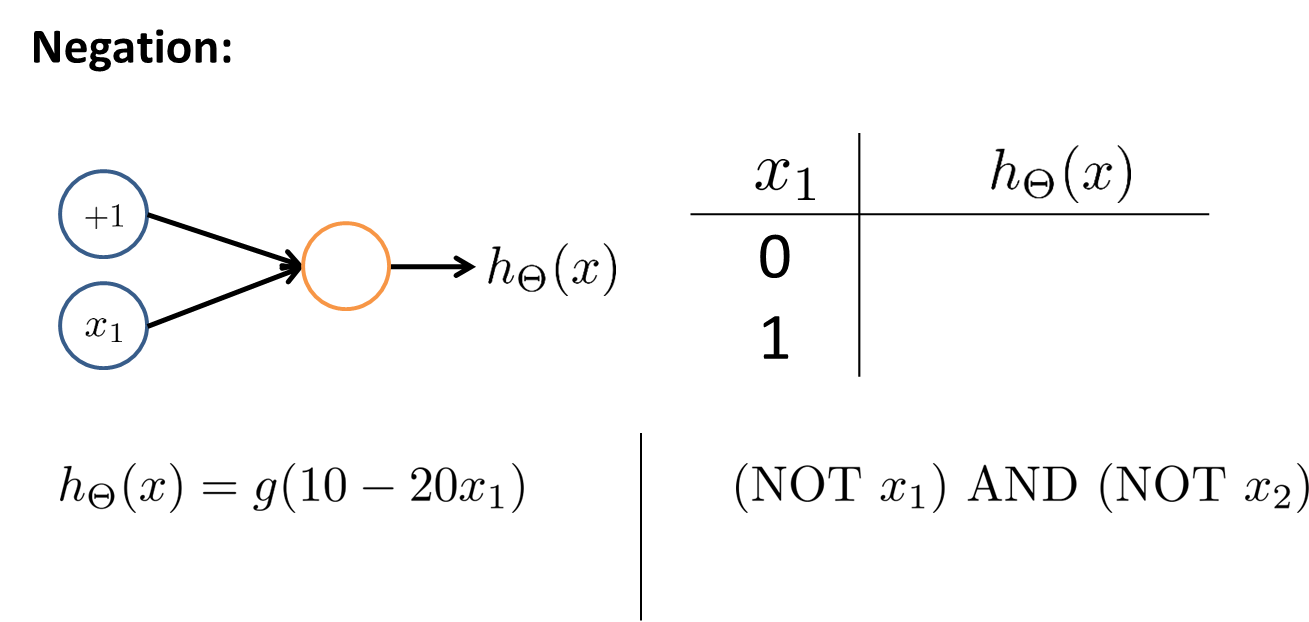 Negation:
+1
x₁
h_Θ(x)
x₁ h_Θ(x)
0
1
h_Θ(x) = g(10 − 20x₁)
(NOT x₁) AND (NOT x₂)